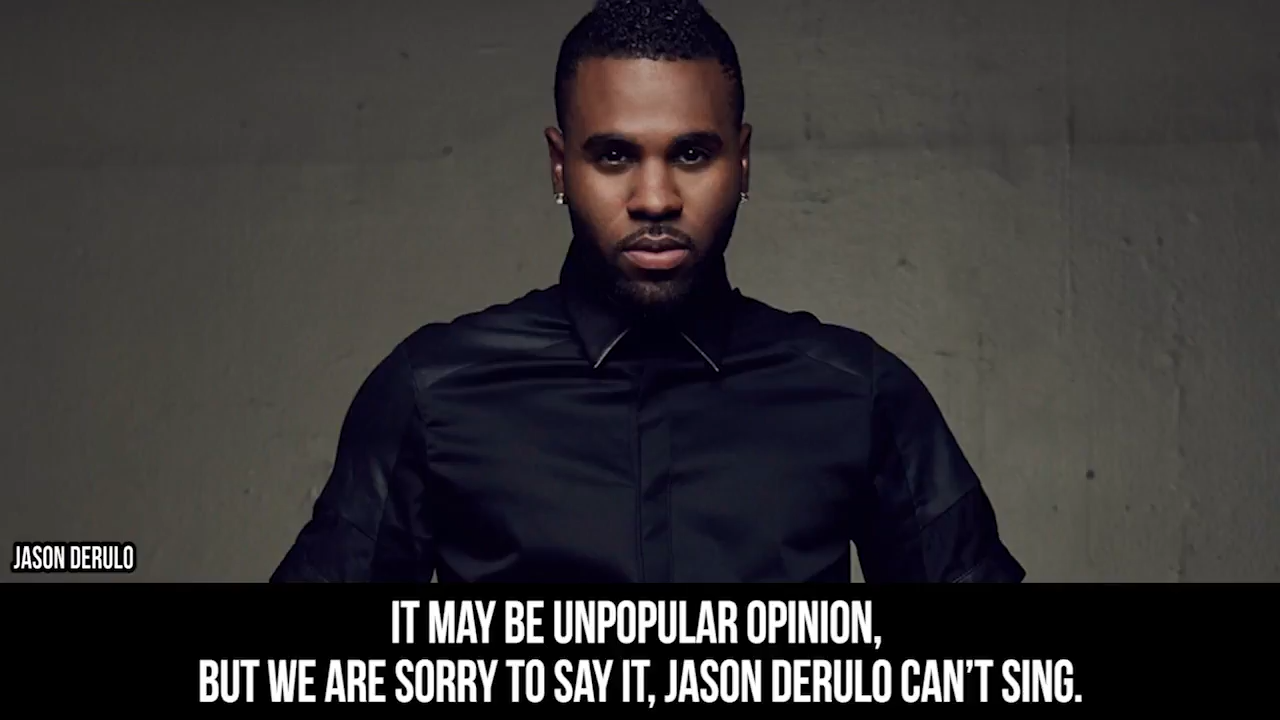 JASON DERULO
IT MAY BE UNPOPULAR OPINION,
BUT WE ARE SORRY TO SAY IT, JASON DERULO CAN'T SING.